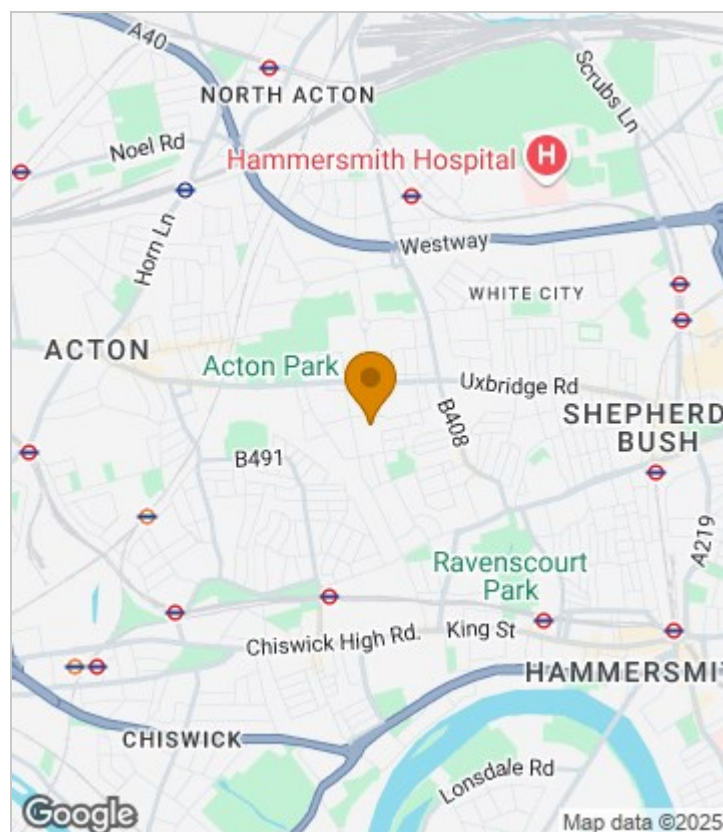 A40
NORTH ACTON
Scrubs Ln
Noel Rd
Hammersmith Hospital
H
Horn Ln
Westway
WHITE CITY
ACTON
Acton Park
Uxbridge Rd
B408
SHEPHERD
BUSH
B491
A219
Ravenscourt
Park
King St
Chiswick High Rd.
HAMMERSMI
CHISWICK
Lonsdale Rd
Google
Map data ©2025